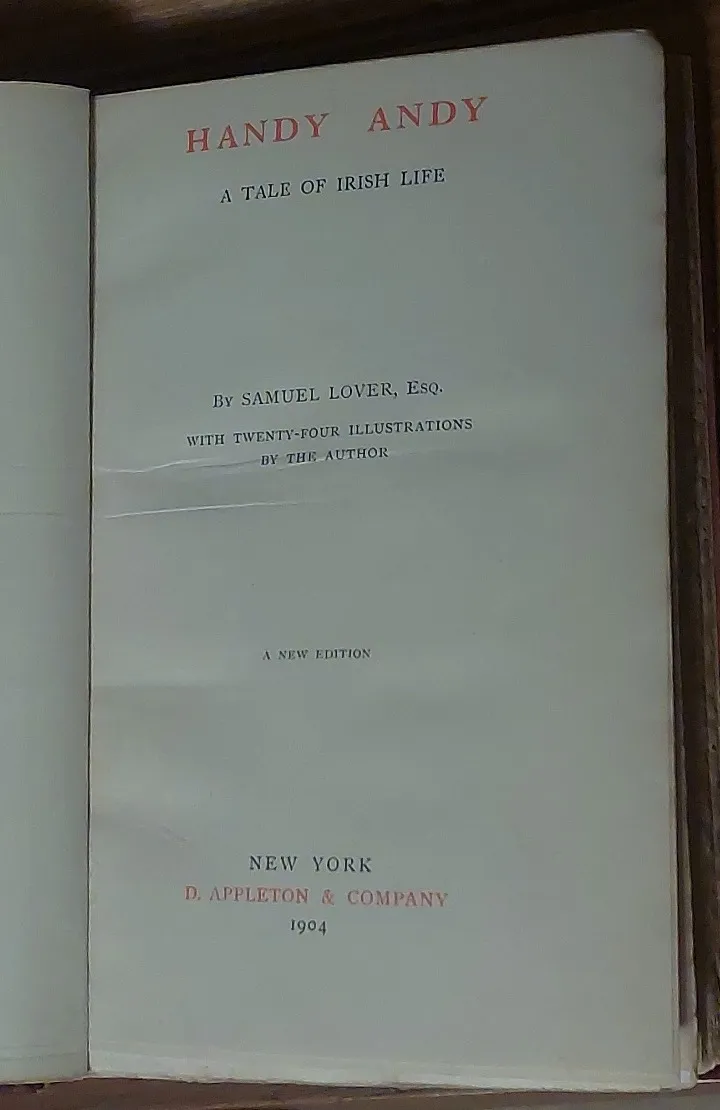 HANDY ANDY
A TALE OF IRISH LIFE
By SAMUEL LOVER, Esq.
WITH TWENTY-FOUR ILLUSTRATIONS
BY THE AUTHOR
A NEW EDITION
NEW YORK
D. APPLETON & COMPANY
1904